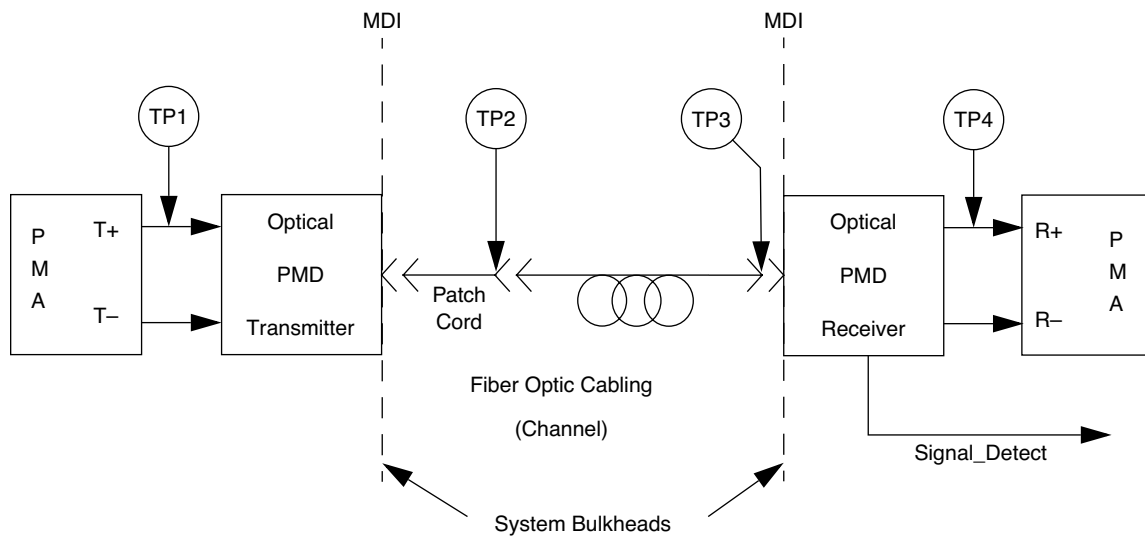 MDI
MDI
TP1
TP2
TP3
TP4
P
M
A
T+
T–
Optical
PMD
Transmitter
Patch
Cord
Optical
PMD
Receiver
R+
R–
P
M
A
Fiber Optic Cabling
(Channel)
Signal_Detect
System Bulkheads